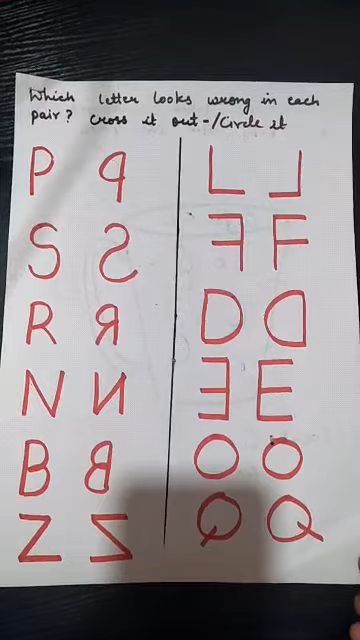 Which letter looks wrong in each
pair? Cross it out-/Circle it
P ꟼ
S Ƨ
R Я
N И
B ᗺ
Z Ƹ
L ⅃
ꟻ F
D ᗡ
Ǝ E
O O
Ọ Q